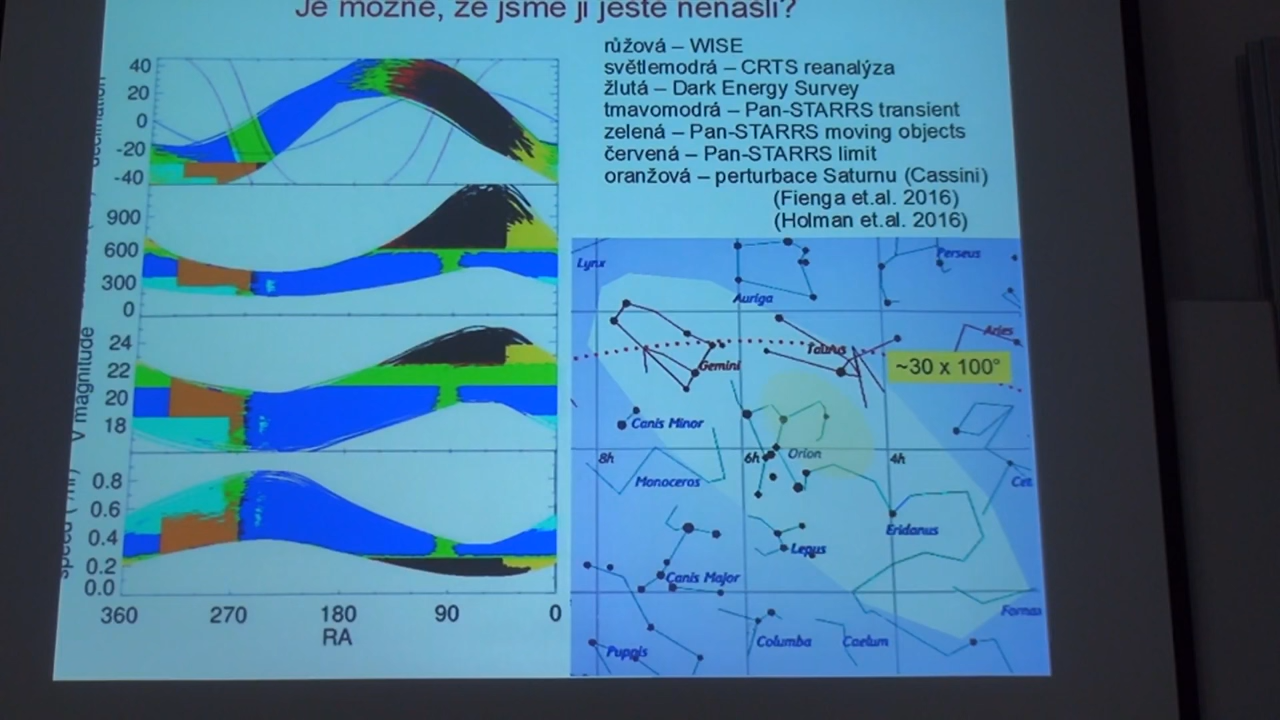 Je možné, že jsme ji ještě nenašli?
růžová – WISE
světlemodrá – CRTS reanalýza
žlutá – Dark Energy Survey
tmavomodrá – Pan-STARRS transient
zelená – Pan-STARRS moving objects
červená – Pan-STARRS limit
oranžová – perturbace Saturnu (Cassini)
(Fienga et.al. 2016)
(Holman et.al. 2016)
40
20
0
-20
-40
900
600
300
0
V magnitude
24
22
20
18
speed
0.8
0.6
0.4
0.2
0.0
360 270 180 90 0
RA
Lynx
Perseus
Auriga
Aries
Taurus
Gemini
~30 x 100°
Canis Minor
8h 6h Orion 4h
Monoceros
Cet
Eridanus
Lepus
Canis Major
Fornax
Columba Caelum
Puppis